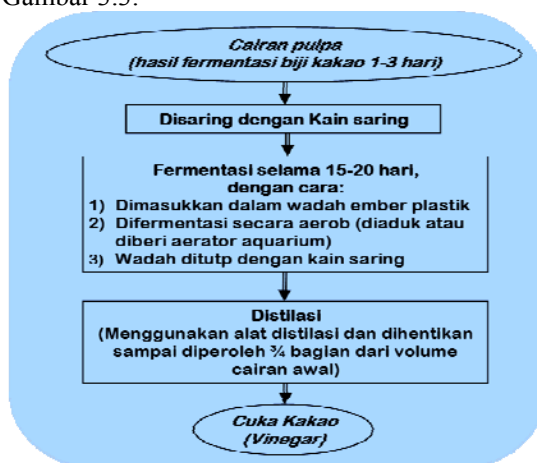 Gambar 3.3.
Cairan pulpa
(hasil fermentasi biji kakao 1-3 hari)
Disaring dengan Kain saring
Fermentasi selama 15-20 hari,
dengan cara:
1) Dimasukkan dalam wadah ember plastik
2) Difermentasi secara aerob (diaduk atau
diberi aerator aquarium)
3) Wadah ditutp dengan kain saring
Distilasi
(Menggunakan alat distilasi dan dihentikan
sampai diperoleh ¾ bagian dari volume
cairan awal)
Cuka Kakao
(Vinegar)